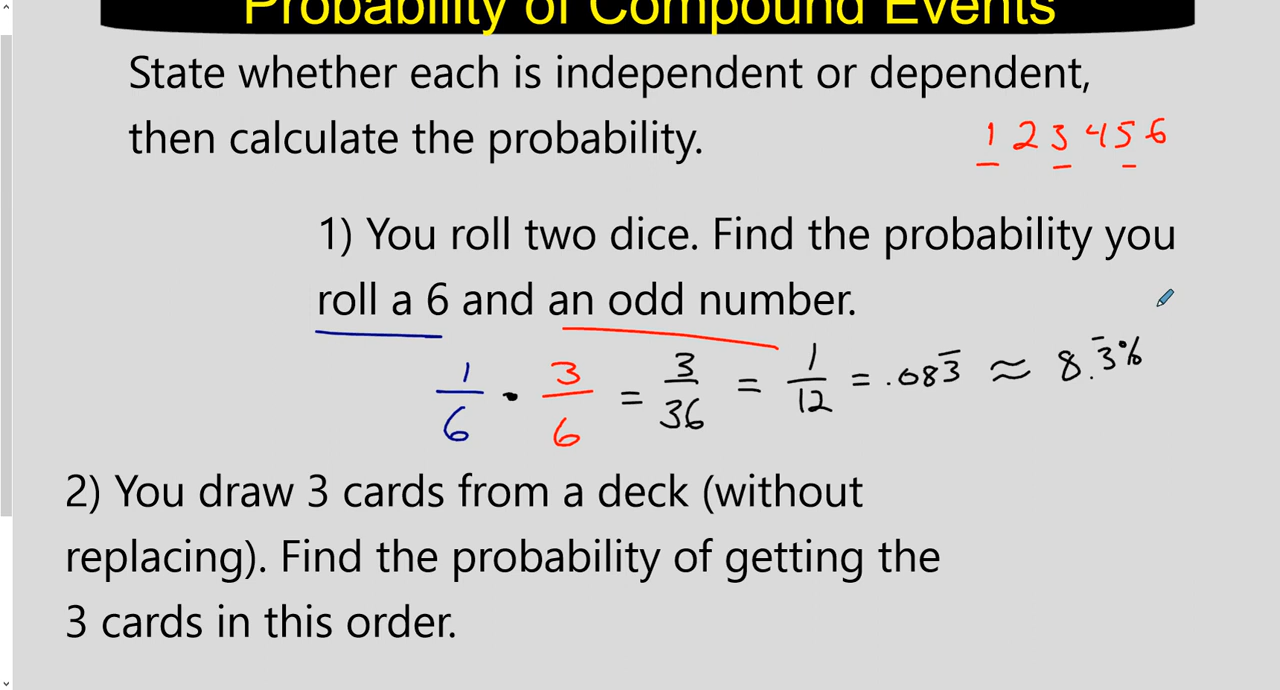 Probability of Compound Events
State whether each is independent or dependent,
then calculate the probability.
1 2 3 4 5 6
1) You roll two dice. Find the probability you
roll a 6 and an odd number.
1/6 · 3/6 = 3/36 = 1/12 = .083̅ ≈ 8.3̅%
2) You draw 3 cards from a deck (without
replacing). Find the probability of getting the
3 cards in this order.